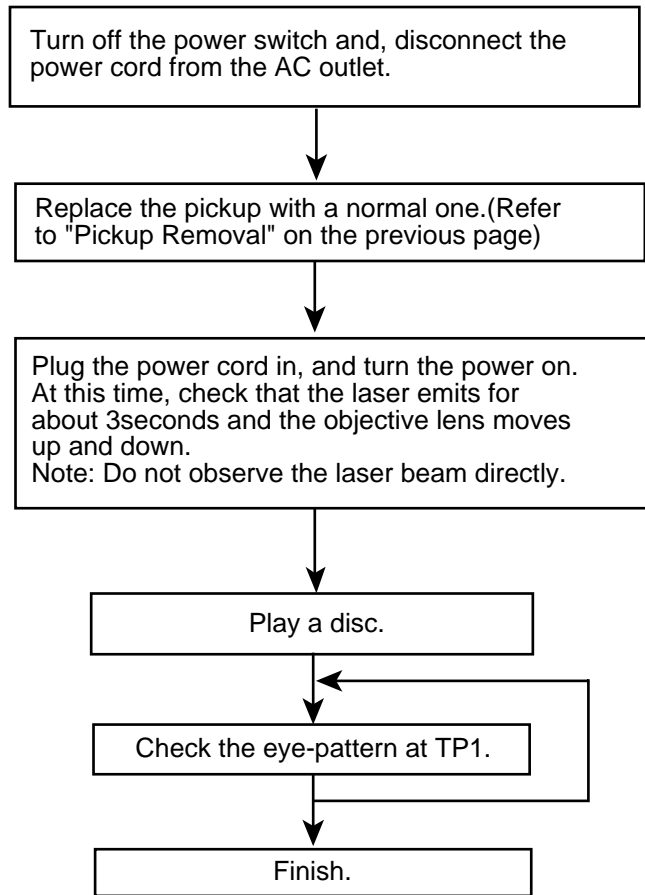 Turn off the power switch and, disconnect the
power cord from the AC outlet.
Replace the pickup with a normal one.(Refer
to "Pickup Removal" on the previous page)
Plug the power cord in, and turn the power on.
At this time, check that the laser emits for
about 3seconds and the objective lens moves
up and down.
Note: Do not observe the laser beam directly.
Play a disc.
Check the eye-pattern at TP1.
Finish.